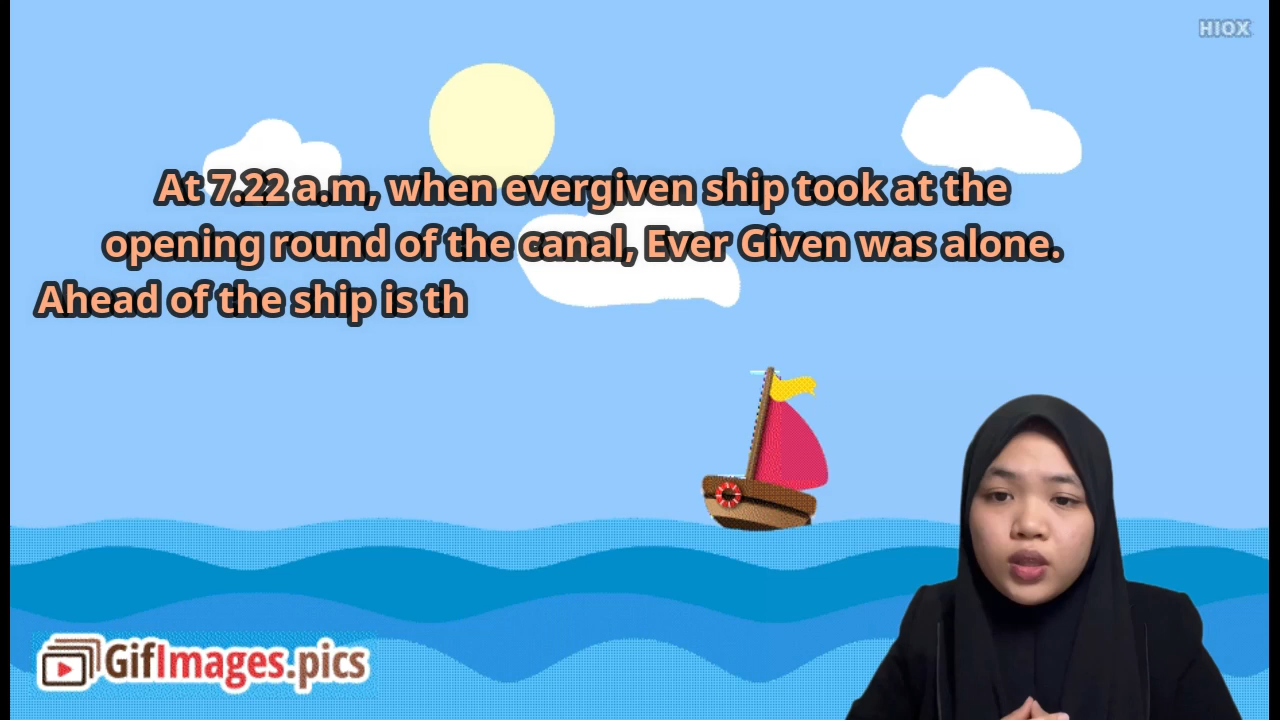 HIOX
At 7.22 a.m, when evergiven ship took at the
opening round of the canal, Ever Given was alone.
Ahead of the ship is th
GifImages.pics